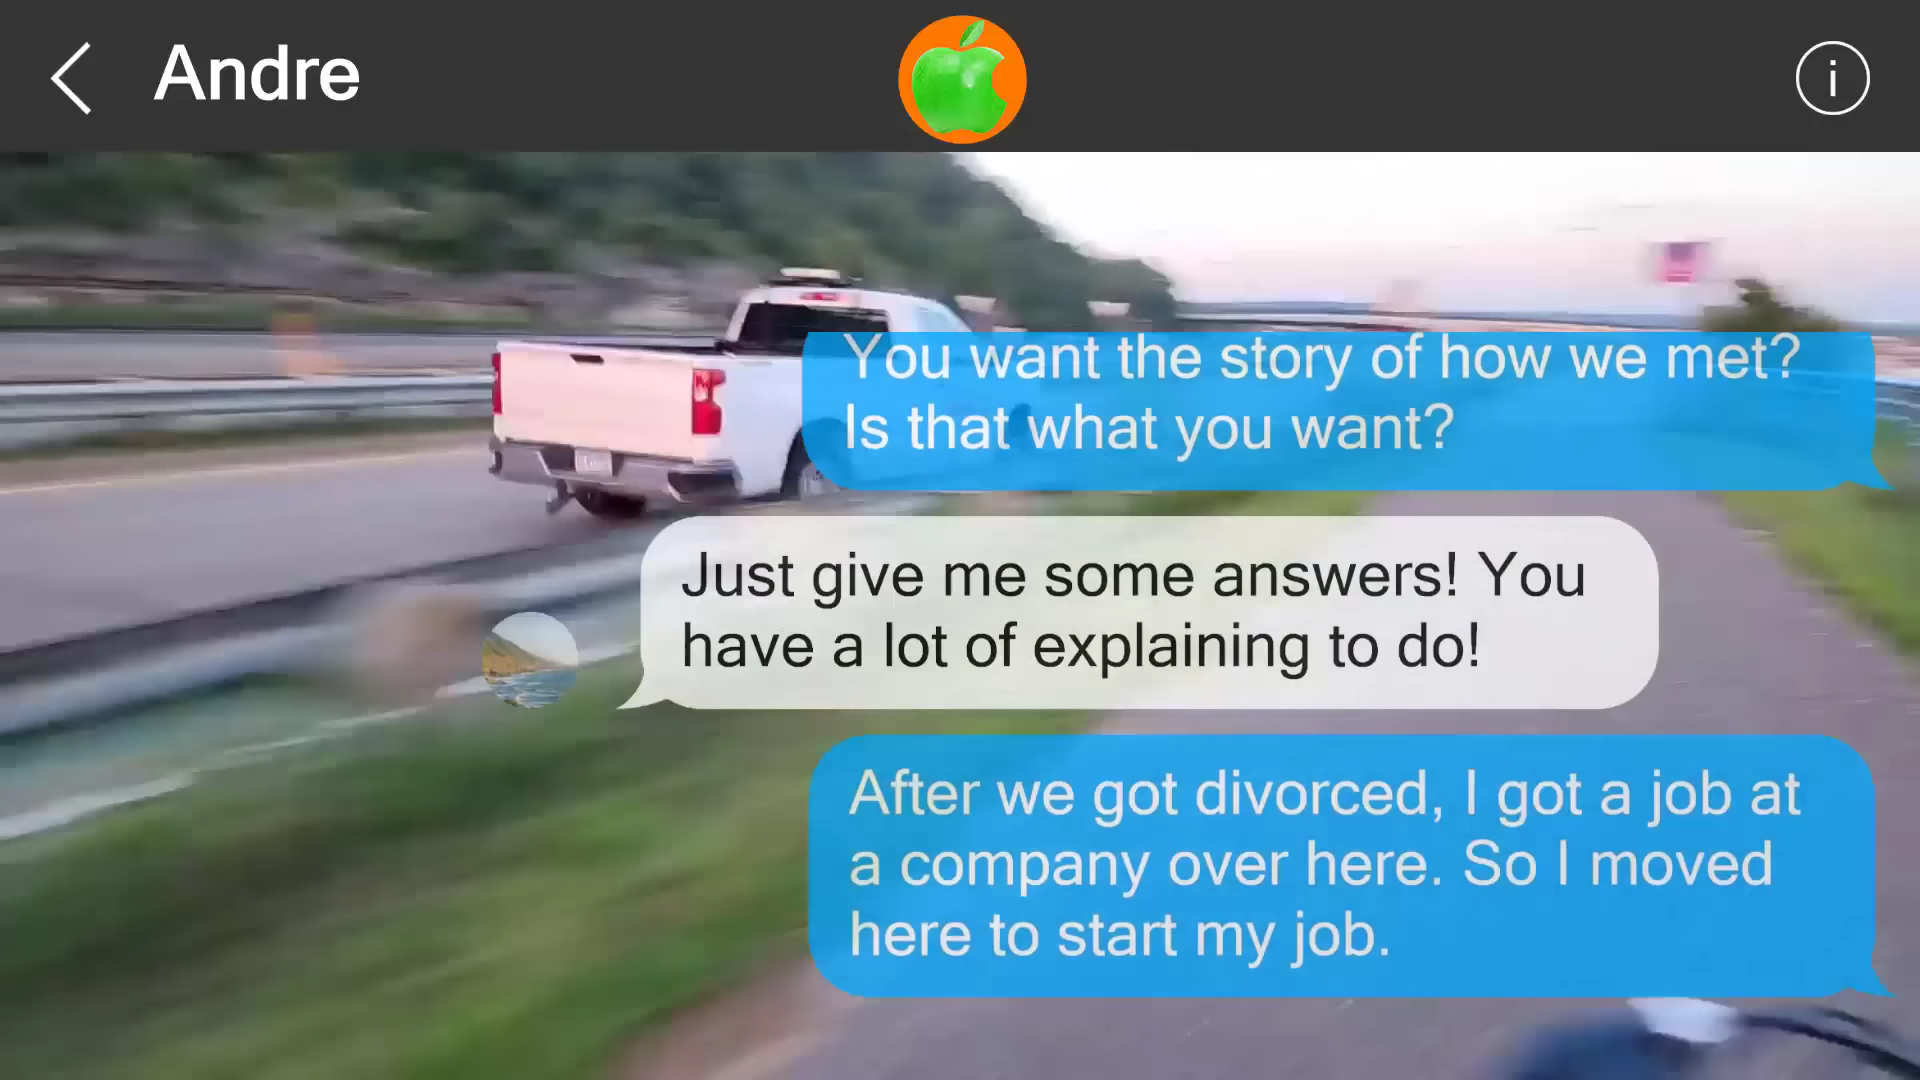 Andre
You want the story of how we met?
Is that what you want?
Just give me some answers! You
have a lot of explaining to do!
After we got divorced, I got a job at
a company over here. So I moved
here to start my job.